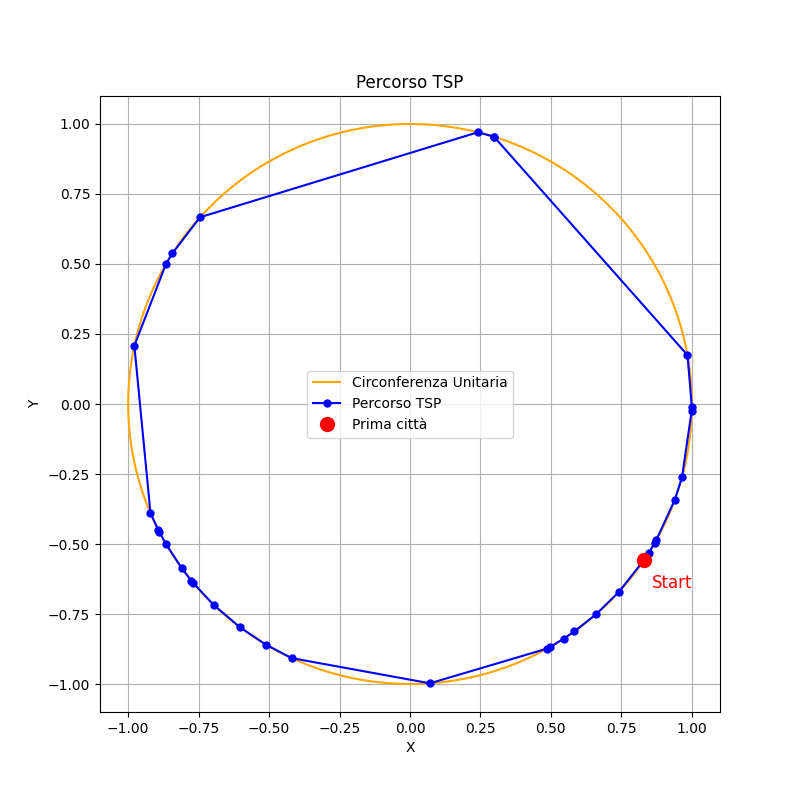 Percorso TSP
1.00
0.75
0.50
0.25
0.00
−0.25
−0.50
−0.75
−1.00
Y
Circonferenza Unitaria
Percorso TSP
Prima città
Start
−1.00 −0.75 −0.50 −0.25 0.00 0.25 0.50 0.75 1.00
X